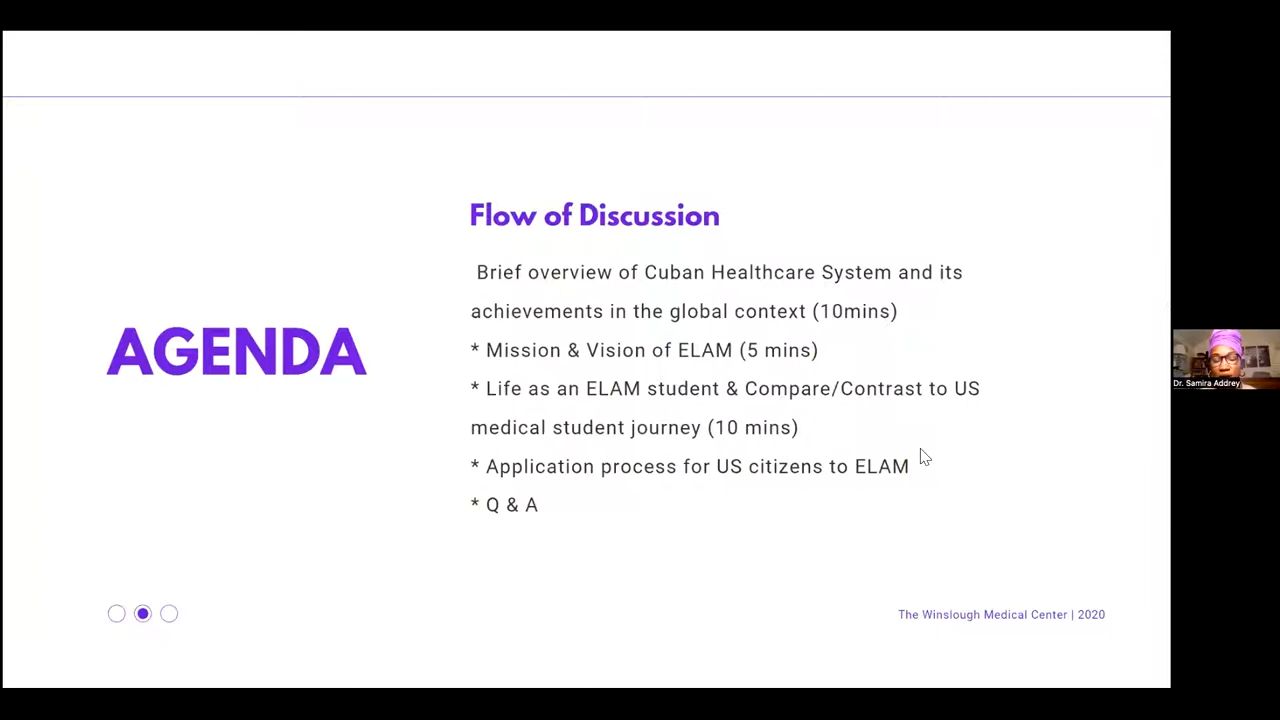 AGENDA
Flow of Discussion
Brief overview of Cuban Healthcare System and its
achievements in the global context (10mins)
* Mission & Vision of ELAM (5 mins)
* Life as an ELAM student & Compare/Contrast to US
medical student journey (10 mins)
* Application process for US citizens to ELAM
* Q & A
The Winslough Medical Center | 2020
Dr. Samira Addrey